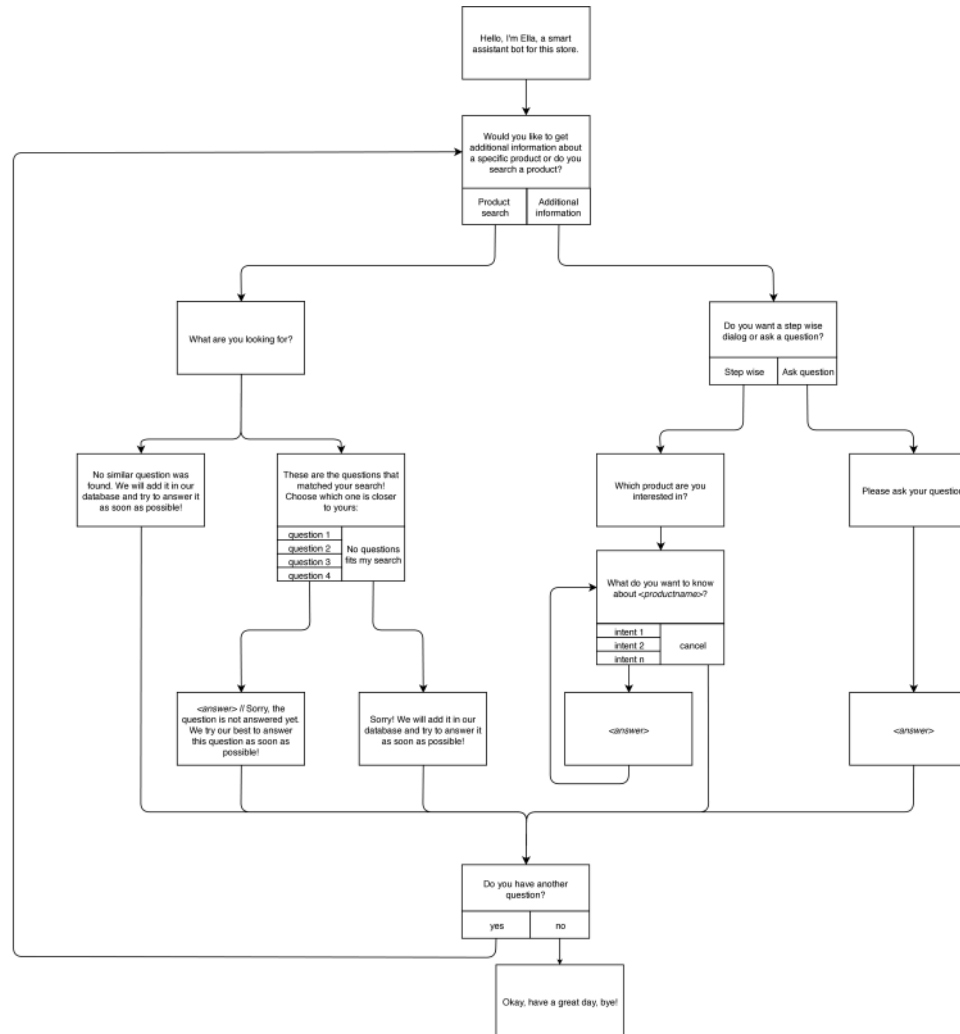 Hello, I'm Ella, a smart
assistant bot for this store.
Would you like to get
additional information about
a specific product or do you
search a product?
Product
search
Additional
information
What are you looking for?
Do you want a step wise
dialog or ask a question?
Step wise
Ask question
No similar question was
found. We will add it in our
database and try to answer it
as soon as possible!
These are the questions that
matched your search!
Choose which one is closer
to yours:
question 1
question 2
question 3
question 4
No questions
fits my search
Which product are you
interested in?
Please ask your question
What do you want to know
about <productname>?
intent 1
intent 2
intent n
cancel
<answer> // Sorry, the
question is not answered yet.
We try our best to answer
this question as soon as
possible!
Sorry! We will add it in our
database and try to answer it
as soon as possible!
<answer>
<answer>
Do you have another
question?
yes
no
Okay, have a great day, bye!